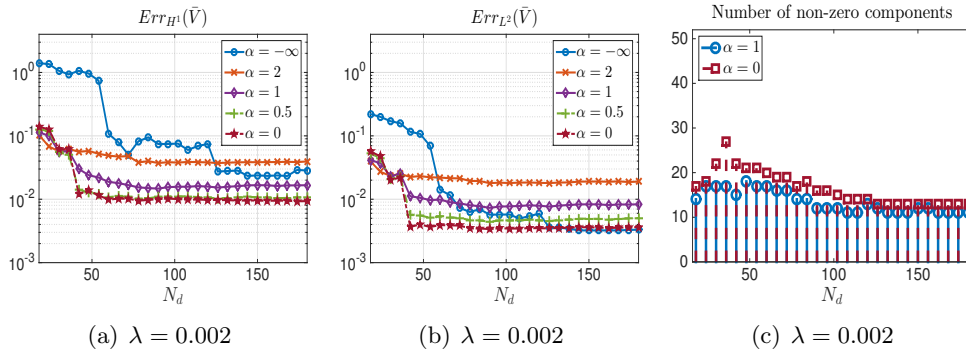 Err_{H^1}(V̄)
α = −∞
α = 2
α = 1
α = 0.5
α = 0
10^0
10^{-1}
10^{-2}
10^{-3}
50
100
150
N_d
(a) λ = 0.002
Err_{L^2}(V̄)
α = −∞
α = 2
α = 1
α = 0.5
α = 0
10^0
10^{-1}
10^{-2}
10^{-3}
50
100
150
N_d
(b) λ = 0.002
Number of non-zero components
α = 1
α = 0
50
40
30
20
10
0
50
100
150
N_d
(c) λ = 0.002